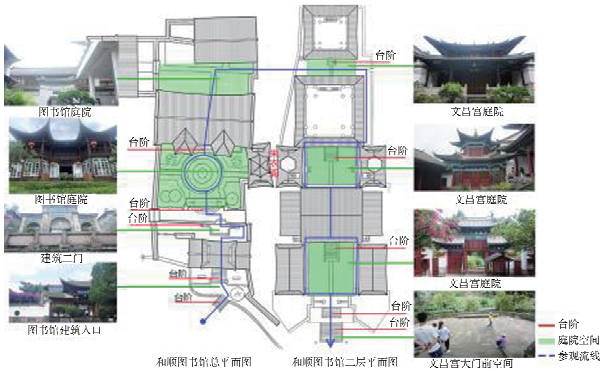 图书馆庭院
图书馆庭院
建筑二门
图书馆建筑入口
台阶
台阶
台阶
台阶
台阶
和顺图书馆总平面图
台阶
台阶
台阶
台阶
台阶
和顺图书馆二层平面图
文昌宫庭院
文昌宫庭院
文昌宫庭院
文昌宫大门前空间
台阶
庭院空间
参观流线